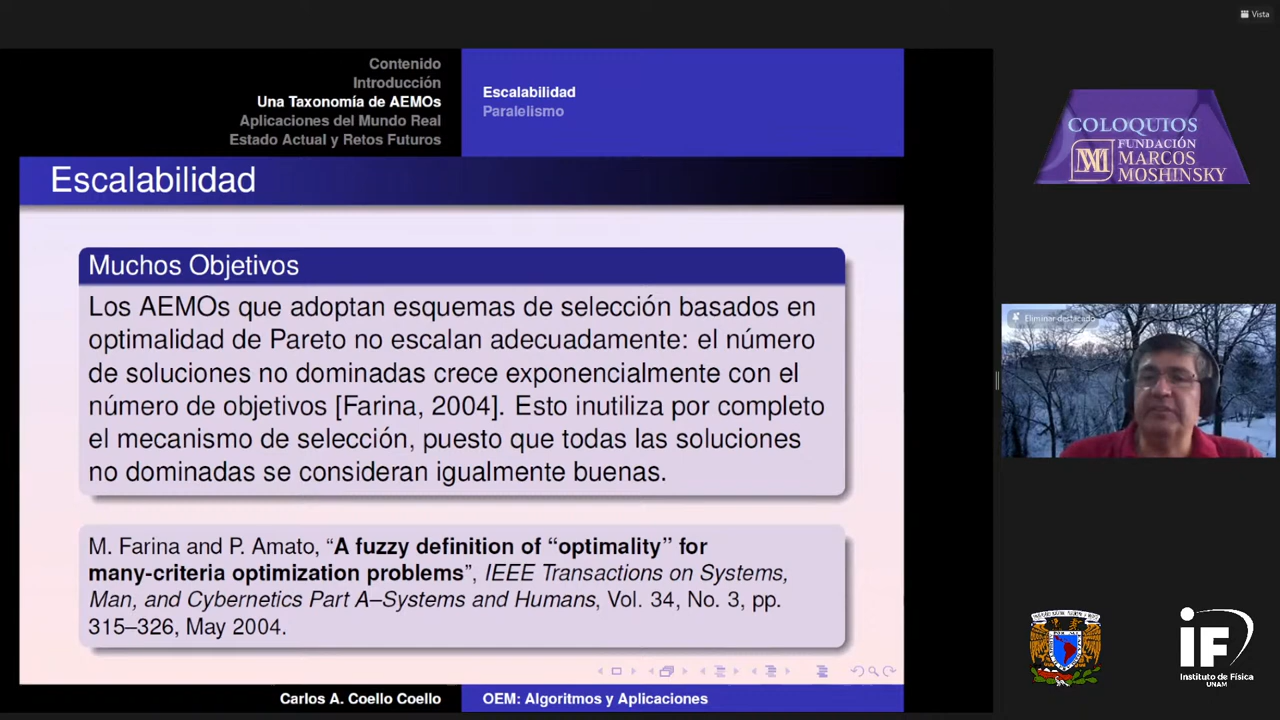 Vista
Contenido
Introducción
Una Taxonomía de AEMOs
Aplicaciones del Mundo Real
Estado Actual y Retos Futuros
Escalabilidad
Paralelismo
Escalabilidad
Muchos Objetivos
Los AEMOs que adoptan esquemas de selección basados en
optimalidad de Pareto no escalan adecuadamente: el número
de soluciones no dominadas crece exponencialmente con el
número de objetivos [Farina, 2004]. Esto inutiliza por completo
el mecanismo de selección, puesto que todas las soluciones
no dominadas se consideran igualmente buenas.
M. Farina and P. Amato, “A fuzzy definition of “optimality” for
many-criteria optimization problems”, IEEE Transactions on Systems,
Man, and Cybernetics Part A–Systems and Humans, Vol. 34, No. 3, pp.
315–326, May 2004.
Carlos A. Coello Coello
OEM: Algoritmos y Aplicaciones
COLOQUIOS
FUNDACIÓN
MARCOS
MOSHINSKY
Eliminar destacado
iF
Instituto de Física
UNAM